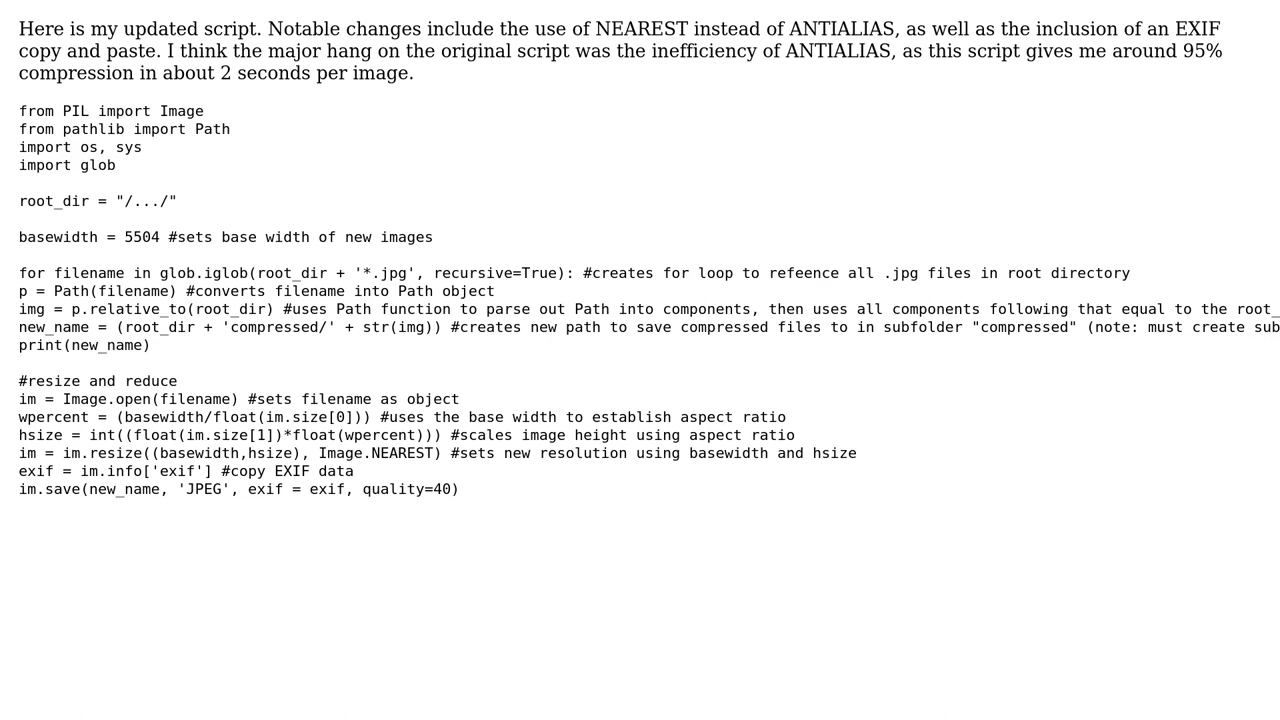 Here is my updated script. Notable changes include the use of NEAREST instead of ANTIALIAS, as well as the inclusion of an EXIF
copy and paste. I think the major hang on the original script was the inefficiency of ANTIALIAS, as this script gives me around 95%
compression in about 2 seconds per image.
from PIL import Image
from pathlib import Path
import os, sys
import glob
root_dir = "/.../"
basewidth = 5504 #sets base width of new images
for filename in glob.iglob(root_dir + '*.jpg', recursive=True): #creates for loop to refeence all .jpg files in root directory
p = Path(filename) #converts filename into Path object
img = p.relative_to(root_dir) #uses Path function to parse out Path into components, then uses all components following that equal to the root_
new_name = (root_dir + 'compressed/' + str(img)) #creates new path to save compressed files to in subfolder "compressed" (note: must create sub
print(new_name)
#resize and reduce
im = Image.open(filename) #sets filename as object
wpercent = (basewidth/float(im.size[0])) #uses the base width to establish aspect ratio
hsize = int((float(im.size[1])*float(wpercent))) #scales image height using aspect ratio
im = im.resize((basewidth,hsize), Image.NEAREST) #sets new resolution using basewidth and hsize
exif = im.info['exif'] #copy EXIF data
im.save(new_name, 'JPEG', exif = exif, quality=40)